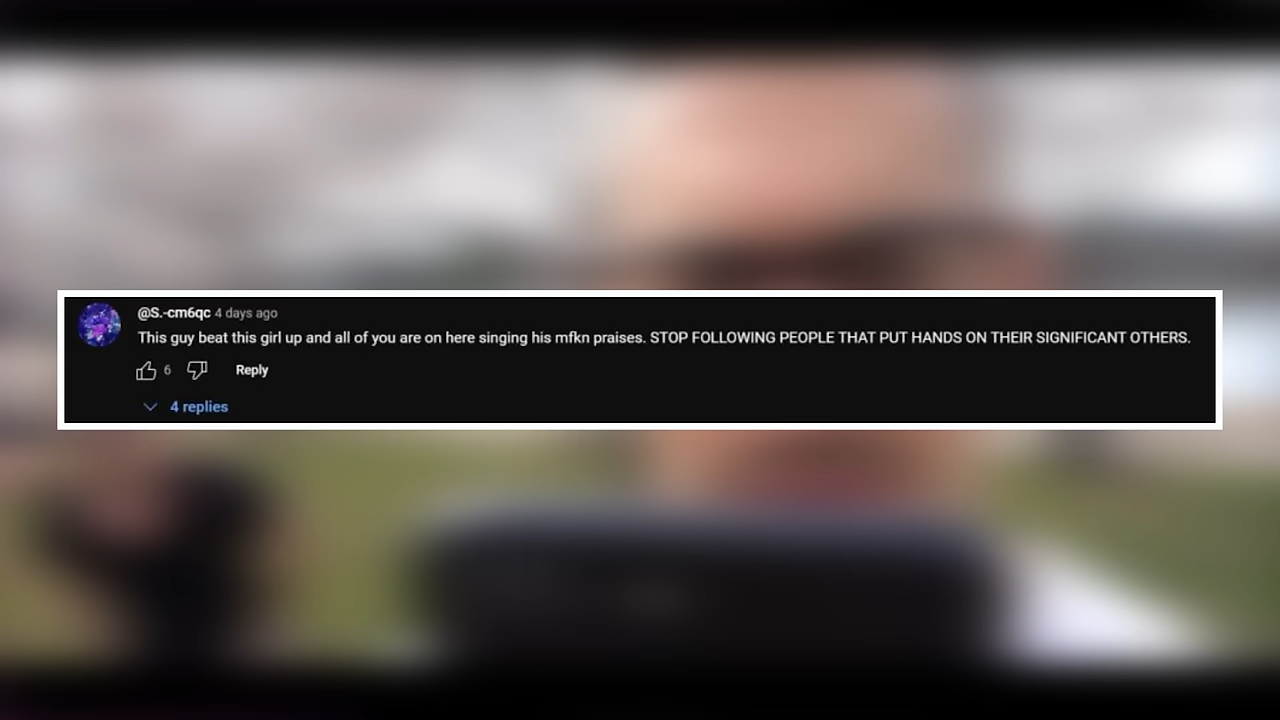 @S.-cm6qc 4 days ago
This guy beat this girl up and all of you are on here singing his mfkn praises. STOP FOLLOWING PEOPLE THAT PUT HANDS ON THEIR SIGNIFICANT OTHERS.
6 Reply
4 replies